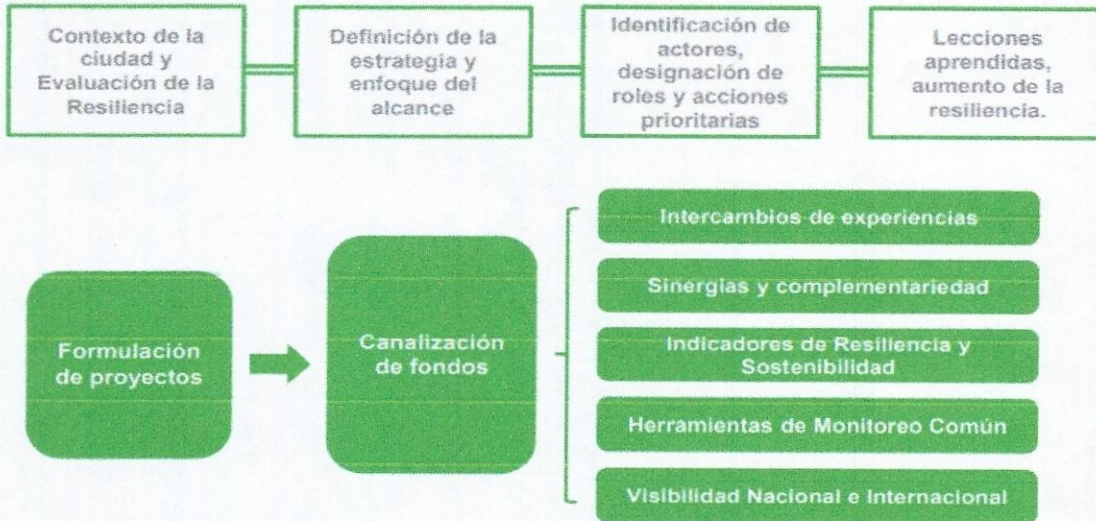 Contexto de la
ciudad y
Evaluación de la
Resiliencia
Definición de la
estrategia y
enfoque del
alcance
Identificación de
actores,
designación de
roles y acciones
prioritarias
Lecciones
aprendidas,
aumento de la
resiliencia.
Formulación
de proyectos
Canalización
de fondos
Intercambios de experiencias
Sinergias y complementariedad
Indicadores de Resiliencia y
Sostenibilidad
Herramientas de Monitoreo Común
Visibilidad Nacional e Internacional